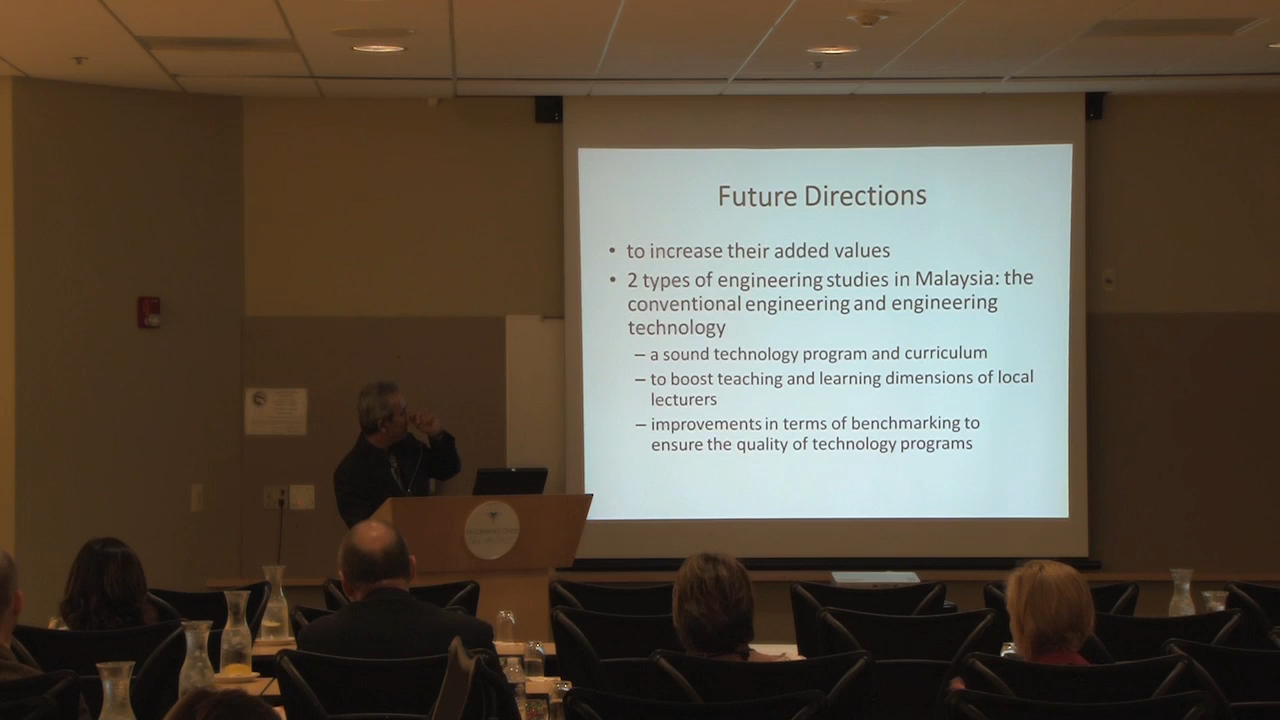 Future Directions
• to increase their added values
• 2 types of engineering studies in Malaysia: the
conventional engineering and engineering
technology
– a sound technology program and curriculum
– to boost teaching and learning dimensions of local
lecturers
– improvements in terms of benchmarking to
ensure the quality of technology programs